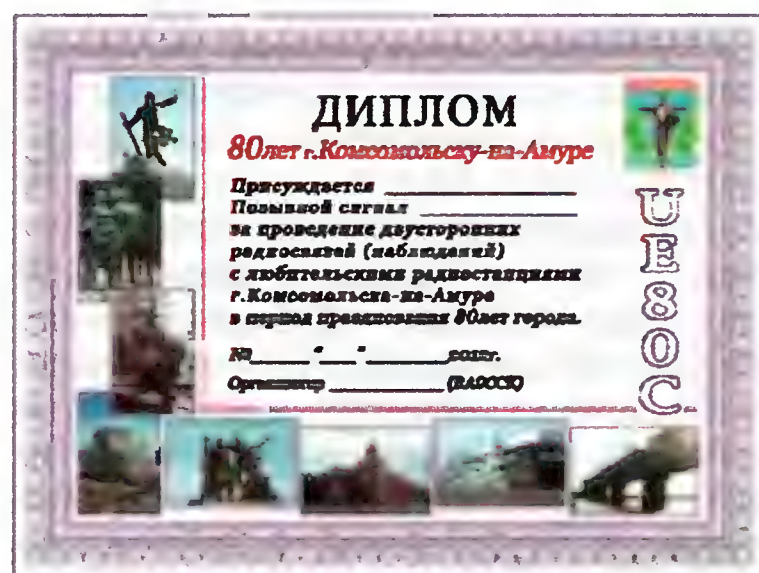 ДИПЛОМ
80лет г.Комсомольску-на-Амуре
Присуждается
Позывной сигнал
за проведение двусторонних
радиосвязей (наблюдений)
с любительскими радиостанциями
г.Комсомольска-на-Амуре
в период празднования 80лет города.
№ “ ” г.
Организатор
UE80C